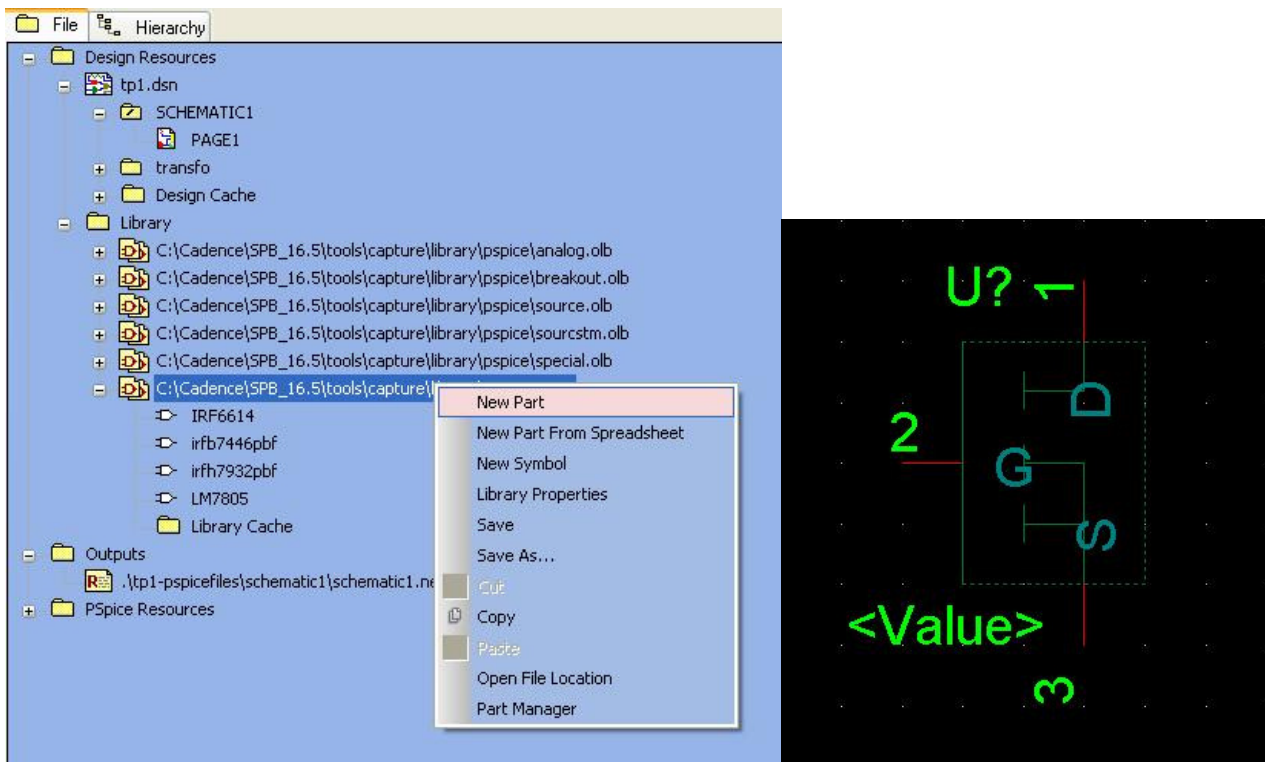 File Hierarchy
Design Resources
tp1.dsn
SCHEMATIC1
PAGE1
transfo
Design Cache
Library
C:\Cadence\SPB_16.5\tools\capture\library\pspice\analog.olb
C:\Cadence\SPB_16.5\tools\capture\library\pspice\breakout.olb
C:\Cadence\SPB_16.5\tools\capture\library\pspice\source.olb
C:\Cadence\SPB_16.5\tools\capture\library\pspice\sourcstm.olb
C:\Cadence\SPB_16.5\tools\capture\library\pspice\special.olb
C:\Cadence\SPB_16.5\tools\capture\
IRF6614
irfb7446pbf
irfh7932pbf
LM7805
Library Cache
Outputs
.\tp1-pspicefiles\schematic1\schematic1.ne
PSpice Resources
New Part
New Part From Spreadsheet
New Symbol
Library Properties
Save
Save As...
Cut
Copy
Paste
Open File Location
Part Manager
U? 1
D
2
G
S
<Value>
3